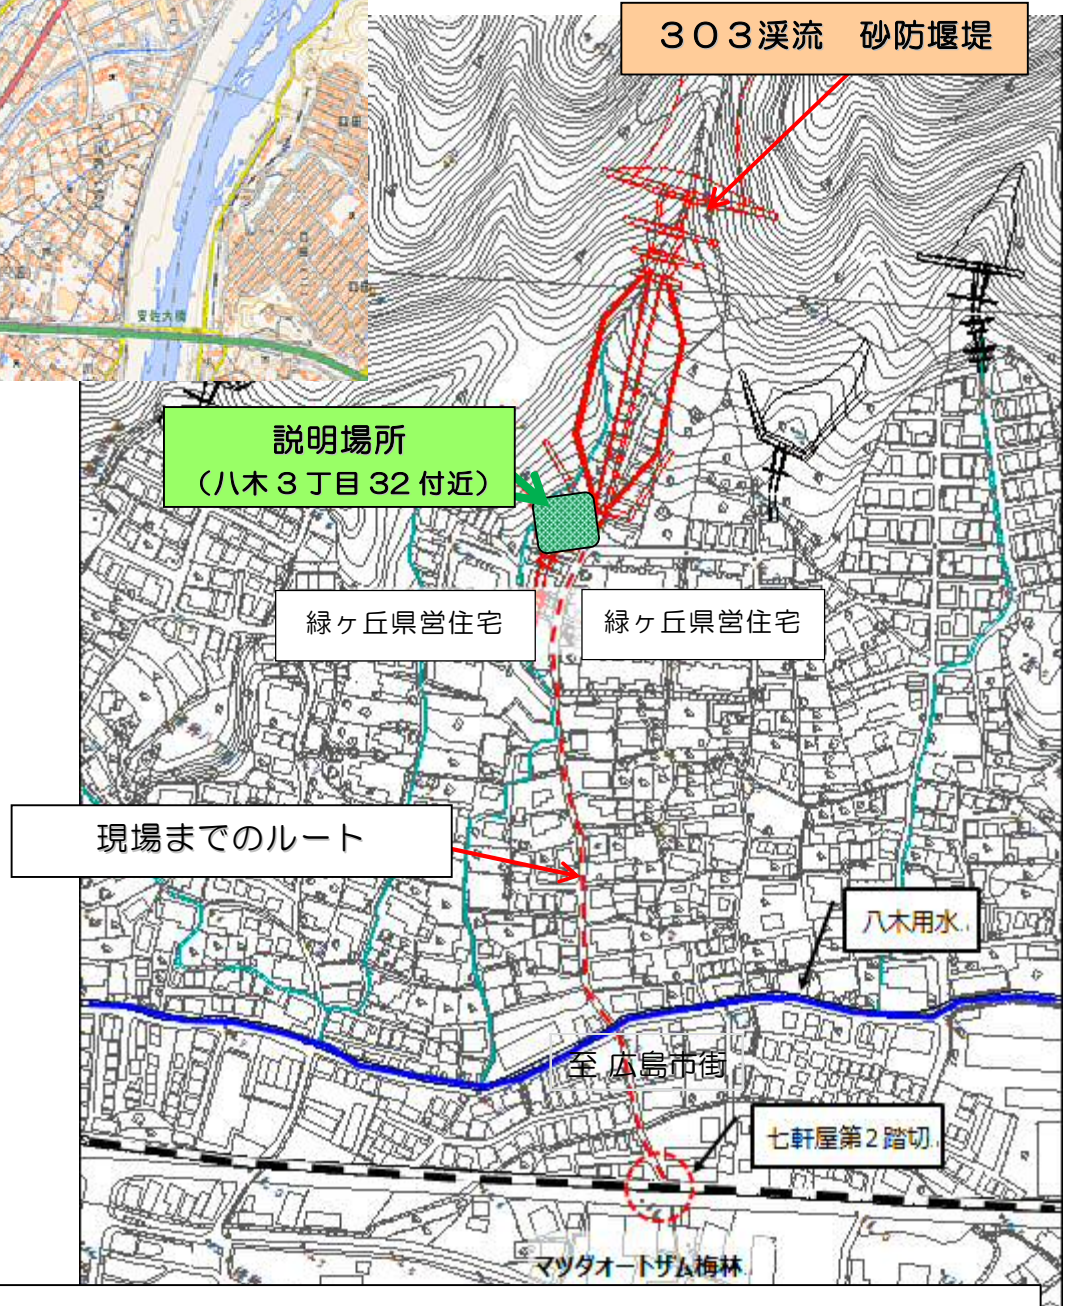 ３０３渓流　砂防堰堤
安佐大橋
説明場所
（八木３丁目 32 付近）
緑ヶ丘県営住宅
緑ヶ丘県営住宅
現場までのルート
八木用水
至 広島市街
七軒屋第２踏切
マツダオートザム梅林